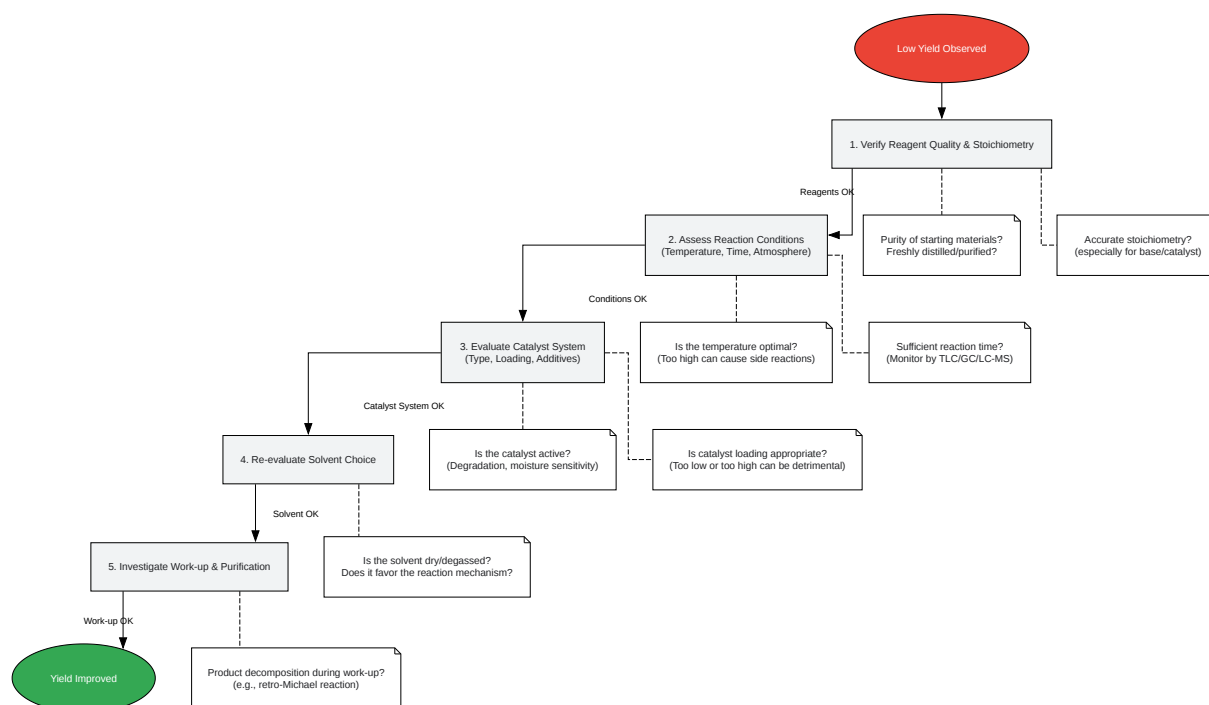 Low Yield Observed
1. Verify Reagent Quality & Stoichiometry
Reagents OK
2. Assess Reaction Conditions
(Temperature, Time, Atmosphere)
Purity of starting materials?
Freshly distilled/purified?
Accurate stoichiometry?
(especially for base/catalyst)
Conditions OK
3. Evaluate Catalyst System
(Type, Loading, Additives)
Is the temperature optimal?
(Too high can cause side reactions)
Sufficient reaction time?
(Monitor by TLC/GC/LC-MS)
Catalyst System OK
4. Re-evaluate Solvent Choice
Is the catalyst active?
(Degradation, moisture sensitivity)
Is catalyst loading appropriate?
(Too low or too high can be detrimental)
Solvent OK
5. Investigate Work-up & Purification
Is the solvent dry/degassed?
Does it favor the reaction mechanism?
Work-up OK
Yield Improved
Product decomposition during work-up?
(e.g., retro-Michael reaction)